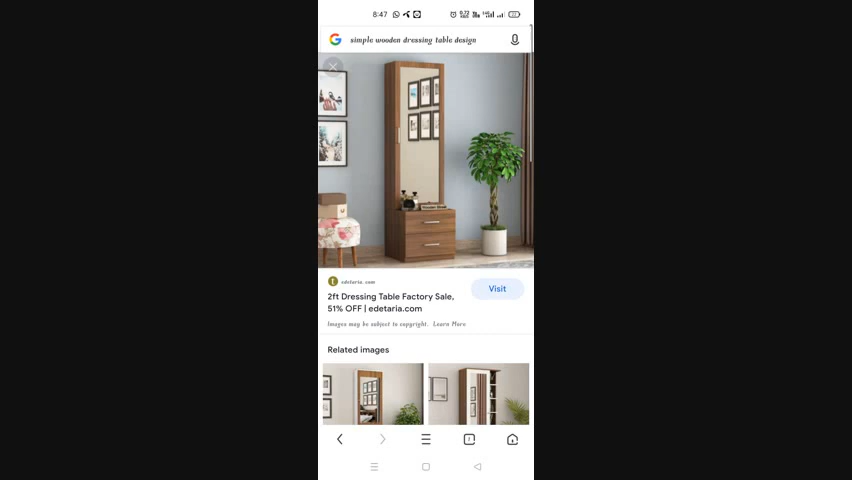 8:47
simple wooden dressing table design
edetaria.com
2ft Dressing Table Factory Sale,
51% OFF | edetaria.com
Visit
Images may be subject to copyright. Learn More
Related images